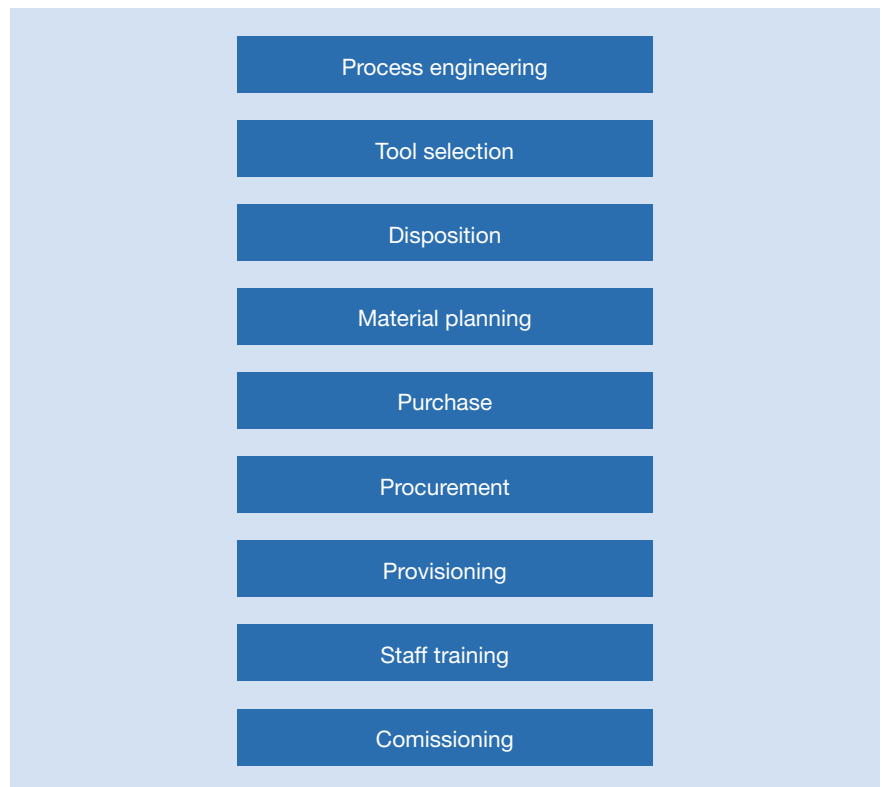 Process engineering
Tool selection
Disposition
Material planning
Purchase
Procurement
Provisioning
Staff training
Comissioning